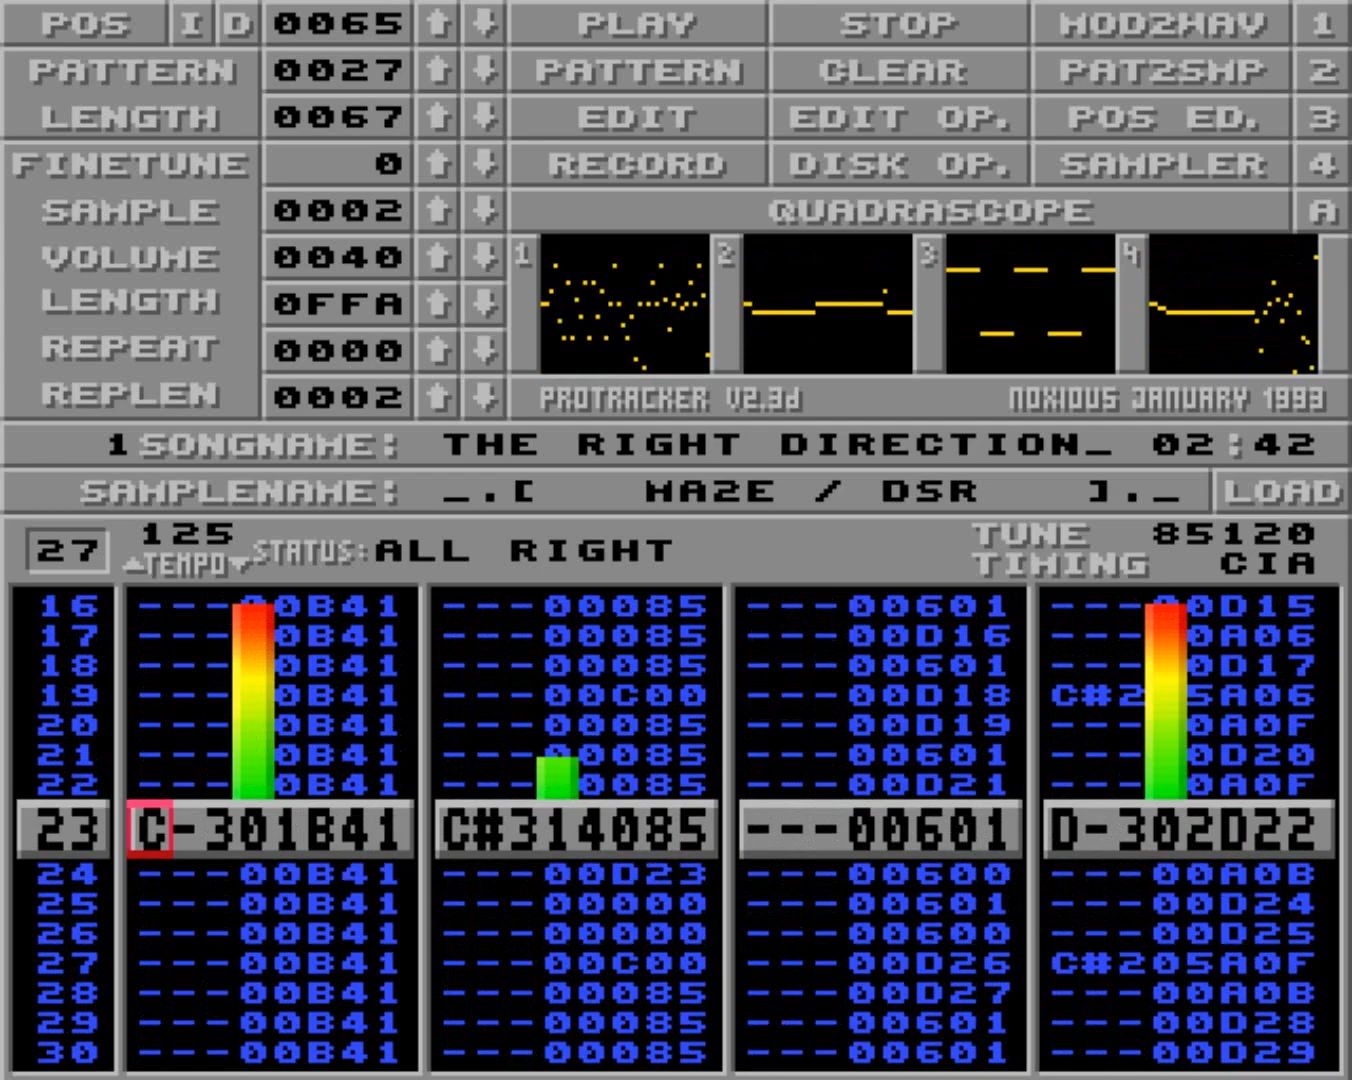 POS I D 0065 PLAY STOP MOD2WAV 1
PATTERN 0027 PATTERN CLEAR PAT2SMP 2
LENGTH 0067 EDIT EDIT OP. POS ED. 3
FINETUNE 0 RECORD DISK OP. SAMPLER 4
SAMPLE 0002 QUADRASCOPE A
VOLUME 0040 1 2 3 4
LENGTH 0FFA
REPEAT 0000
REPLEN 0002 PROTRACKER V2.3d NOXIOUS JANUARY 1993
1 SONGNAME: THE RIGHT DIRECTION_ 02:42
SAMPLENAME: _.[ MAZE / DSR ]._ LOAD
27 125 TEMPO STATUS: ALL RIGHT TUNE 85120
TIMING CIA
16 ---00B41 ---00085 ---00601 ---00D15
17 ---00B41 ---00085 ---00D16 ---00A06
18 ---00B41 ---00085 ---00601 ---00D17
19 ---00B41 ---00C00 ---00D18 C#205A06
20 ---00B41 ---00085 ---00D19 ---00A0F
21 ---00B41 ---00085 ---00601 ---00D20
22 ---00B41 ---00085 ---00D21 ---00A0F
23 C-301B41 C#314085 ---00601 D-302D22
24 ---00B41 ---00D23 ---00600 ---00A0B
25 ---00B41 ---00000 ---00601 ---00D24
26 ---00B41 ---00000 ---00600 ---00D25
27 ---00B41 ---00C00 ---00D26 C#205A0F
28 ---00B41 ---00085 ---00D27 ---00A0B
29 ---00B41 ---00085 ---00601 ---00D28
30 ---00B41 ---00085 ---00601 ---00D29